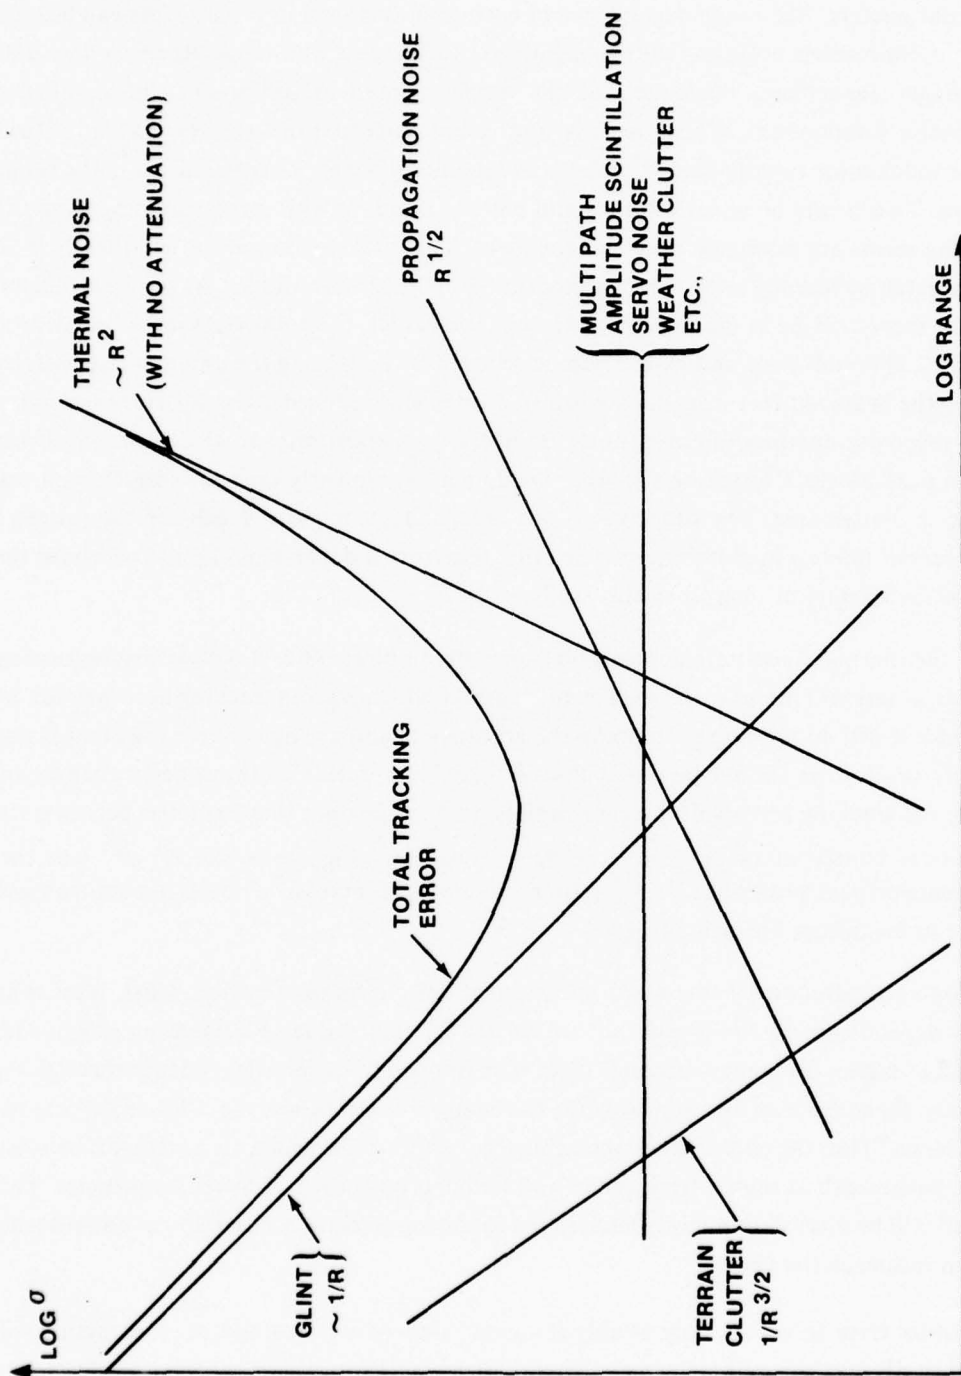 LOG σ
THERMAL NOISE
~ R²
(WITH NO ATTENUATION)
PROPAGATION NOISE
R 1/2
TOTAL TRACKING
ERROR
GLINT
~ 1/R
MULTI PATH
AMPLITUDE SCINTILLATION
SERVO NOISE
WEATHER CLUTTER
ETC.,
TERRAIN
CLUTTER
1/R 3/2
LOG RANGE